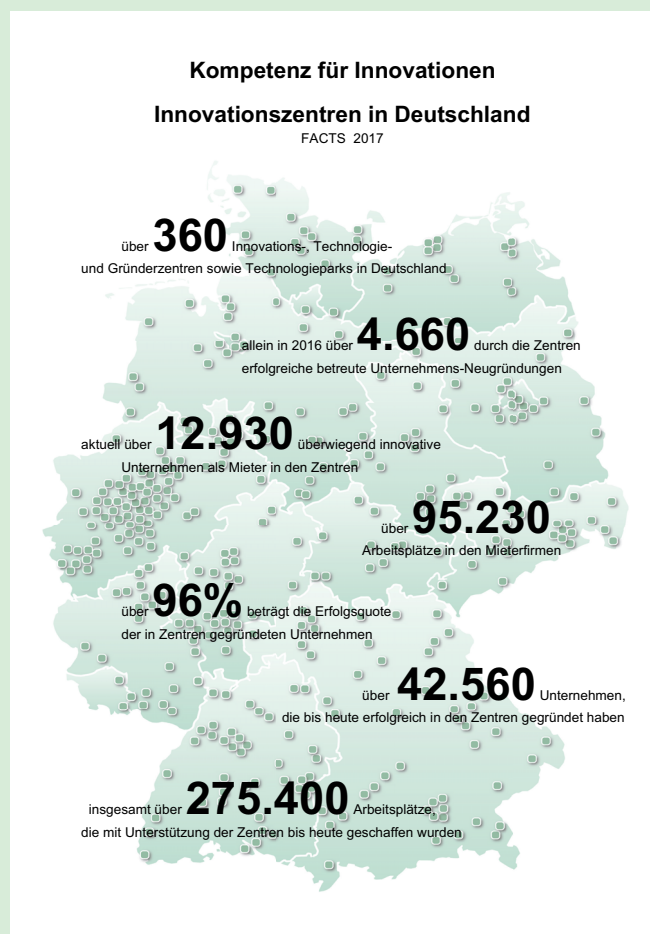 Kompetenz für Innovationen
Innovationszentren in Deutschland
FACTS 2017
über 360 Innovations-, Technologie-
und Gründerzentren sowie Technologieparks in Deutschland
allein in 2016 über 4.660 durch die Zentren
erfolgreiche betreute Unternehmens-Neugründungen
aktuell über 12.930 überwiegend innovative
Unternehmen als Mieter in den Zentren
über 95.230
Arbeitsplätze in den Mieterfirmen
über 96% beträgt die Erfolgsquote
der in Zentren gegründeten Unternehmen
über 42.560 Unternehmen,
die bis heute erfolgreich in den Zentren gegründet haben
insgesamt über 275.400 Arbeitsplätze,
die mit Unterstützung der Zentren bis heute geschaffen wurden